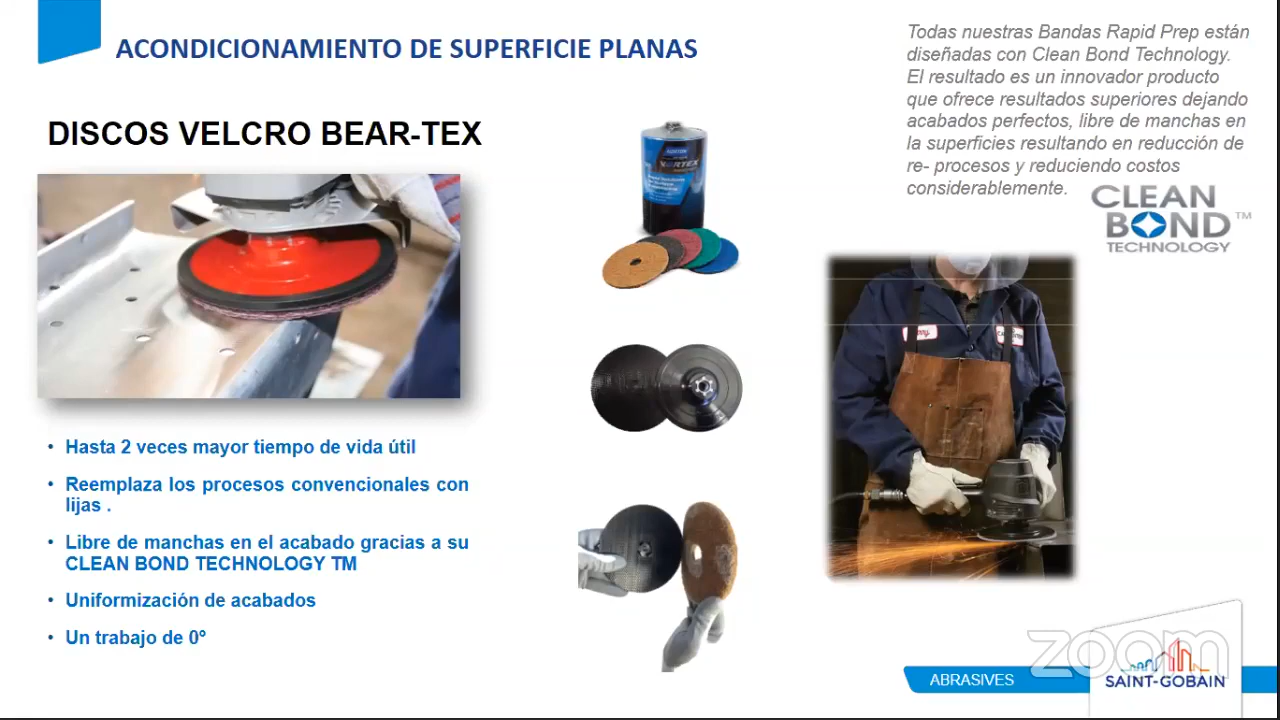 ACONDICIONAMIENTO DE SUPERFICIE PLANAS
Todas nuestras Bandas Rapid Prep están
diseñadas con Clean Bond Technology.
El resultado es un innovador producto
que ofrece resultados superiores dejando
acabados perfectos, libre de manchas en
la superficies resultando en reducción de
re- procesos y reduciendo costos
considerablemente.
CLEAN
BOND™
TECHNOLOGY
DISCOS VELCRO BEAR-TEX
NORTON
VORTEX
• Hasta 2 veces mayor tiempo de vida útil
• Reemplaza los procesos convencionales con
lijas .
• Libre de manchas en el acabado gracias a su
CLEAN BOND TECHNOLOGY TM
• Uniformización de acabados
• Un trabajo de 0º
zoom
ABRASIVES
SAINT-GOBAIN